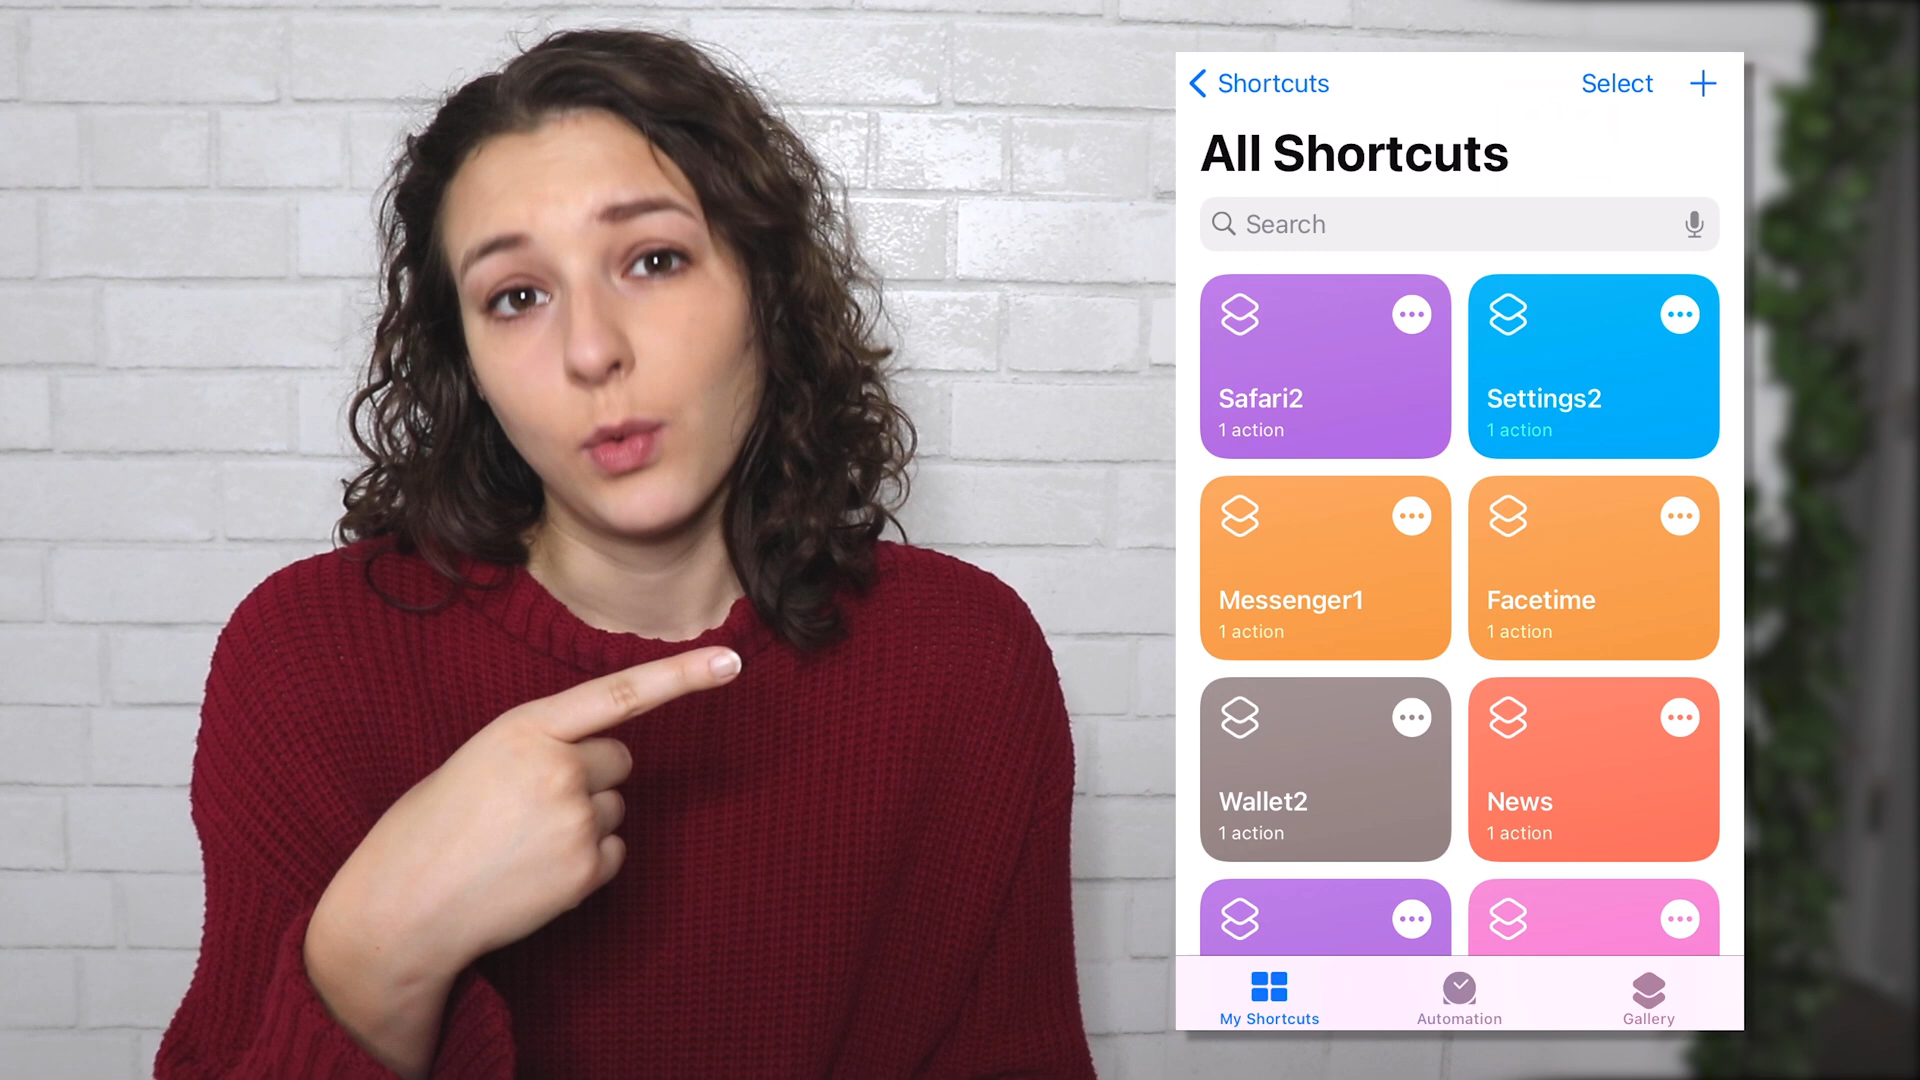 Shortcuts
Select
All Shortcuts
Search
Safari2
1 action
Settings2
1 action
Messenger1
1 action
Facetime
1 action
Wallet2
1 action
News
1 action
My Shortcuts
Automation
Gallery